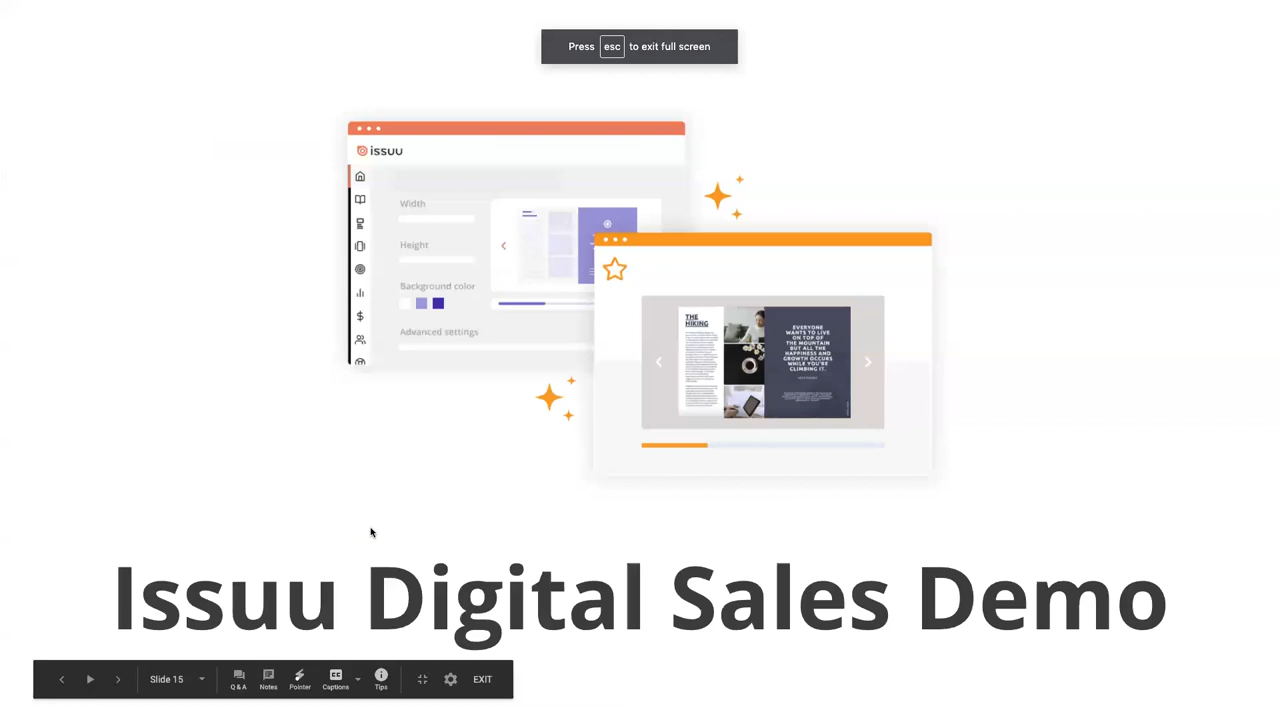 Press esc to exit full screen
issuu
Width
Height
Background color
Advanced settings
THE
HIKING
EVERYONE
WANTS TO LIVE
ON TOP OF
THE MOUNTAIN
BUT ALL THE
HAPPINESS AND
GROWTH OCCURS
WHILE YOU'RE
CLIMBING IT.
Issuu Digital Sales Demo
Slide 15
Q & A
Notes
Pointer
CC
Captions
Tips
EXIT